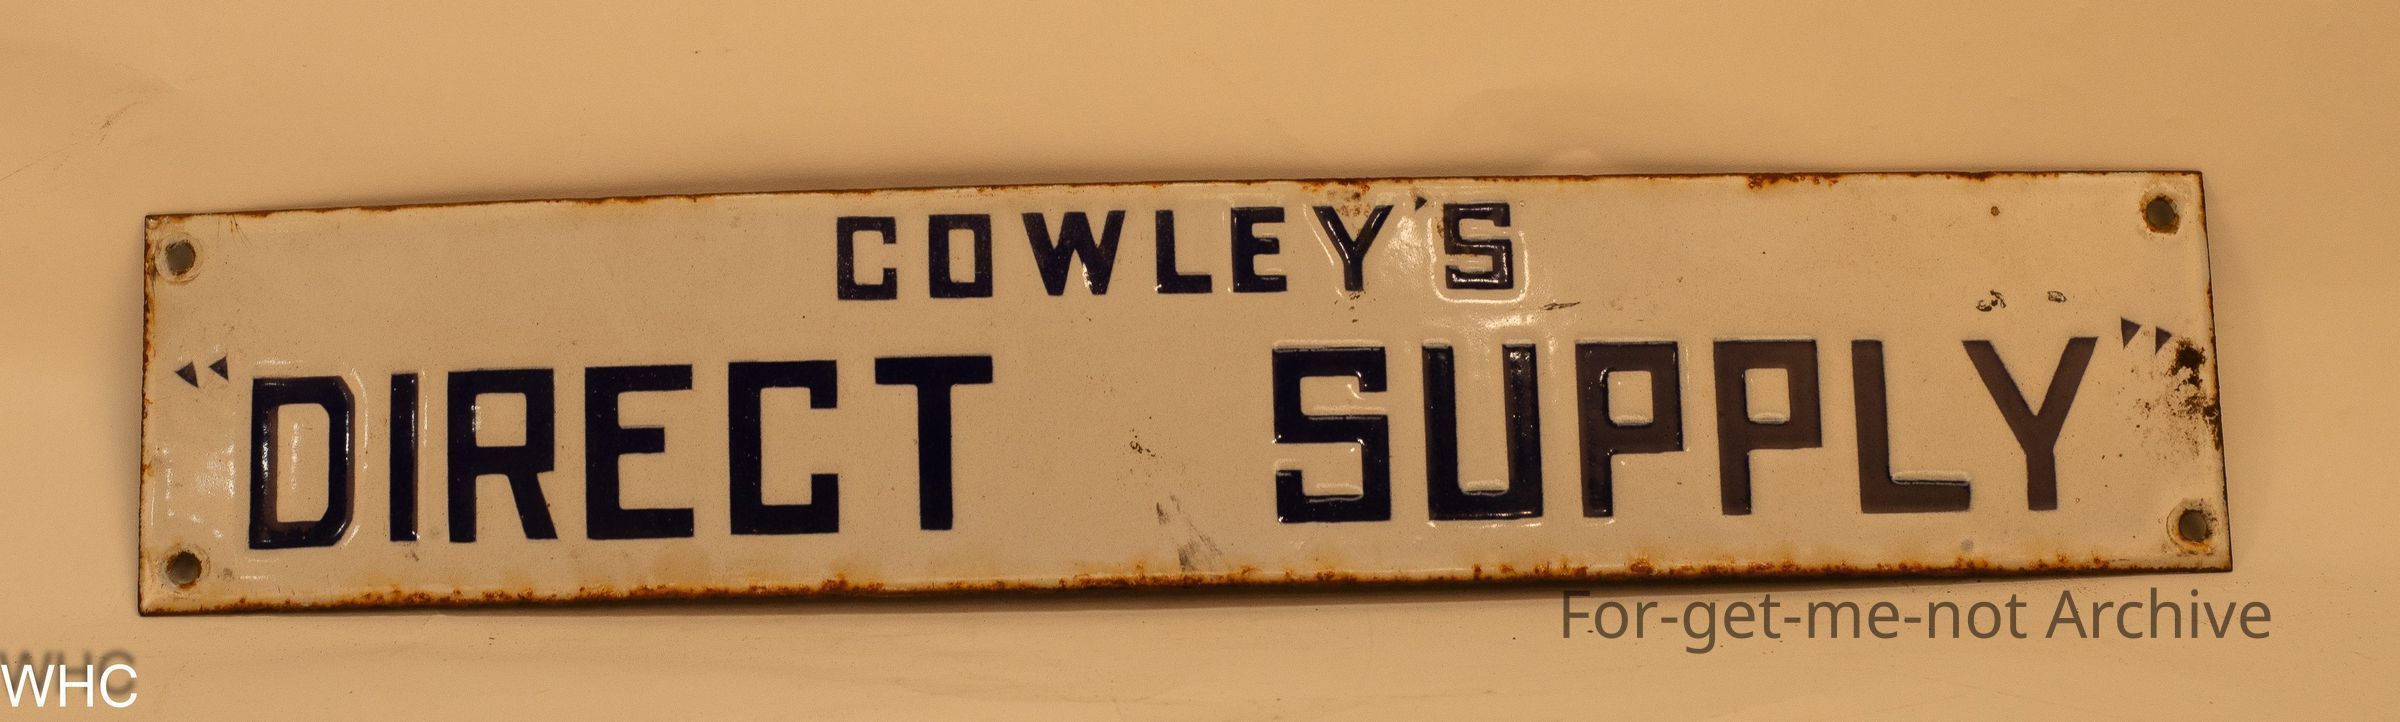 COWLEY'S
"DIRECT SUPPLY"
For-get-me-not Archive
WHC